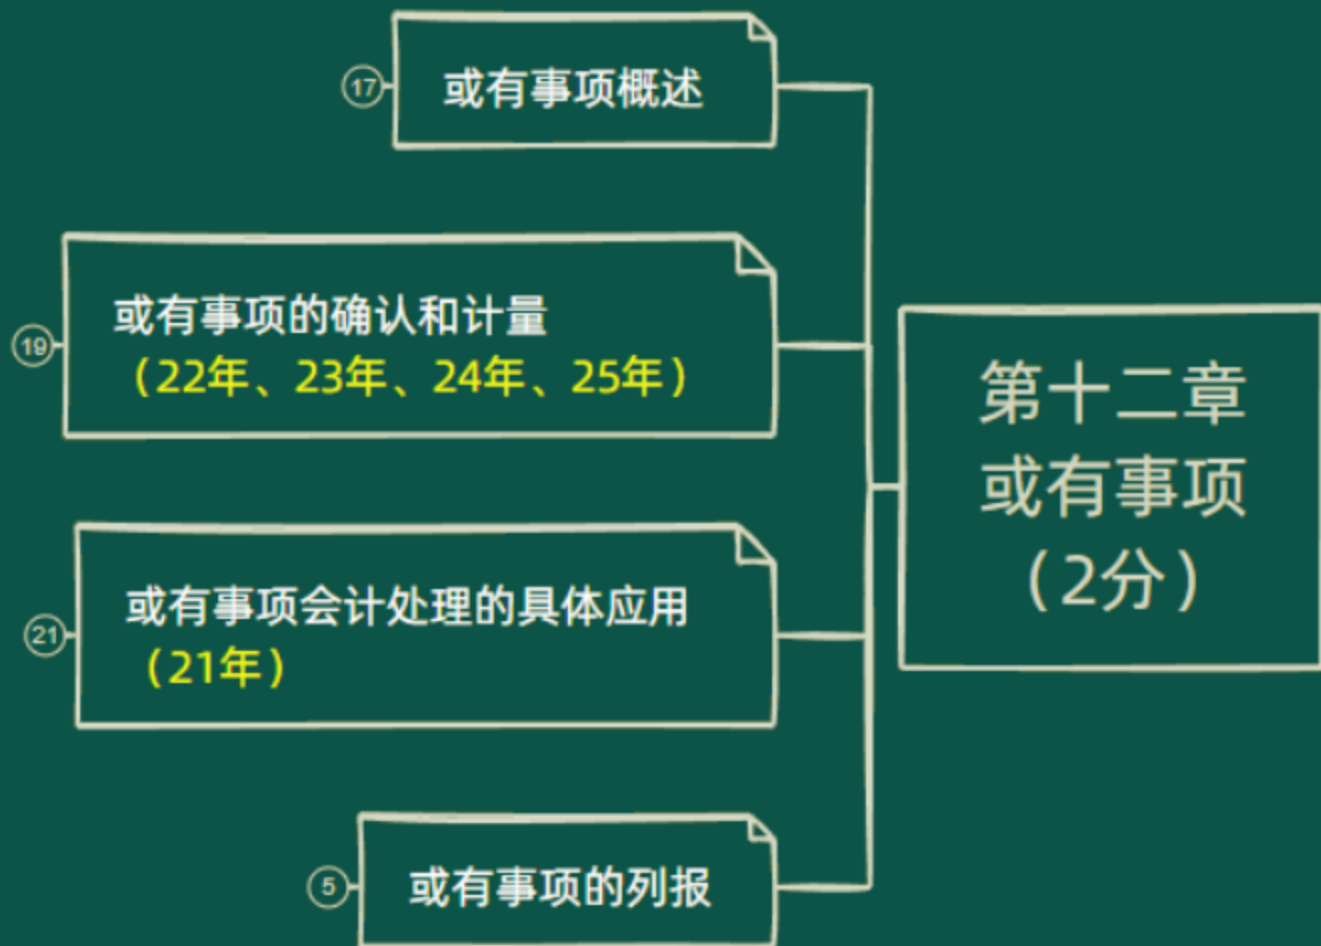 17
或有事项概述
19
或有事项的确认和计量
（22年、23年、24年、25年）
21
或有事项会计处理的具体应用
（21年）
5
或有事项的列报
第十二章
或有事项
（2分）